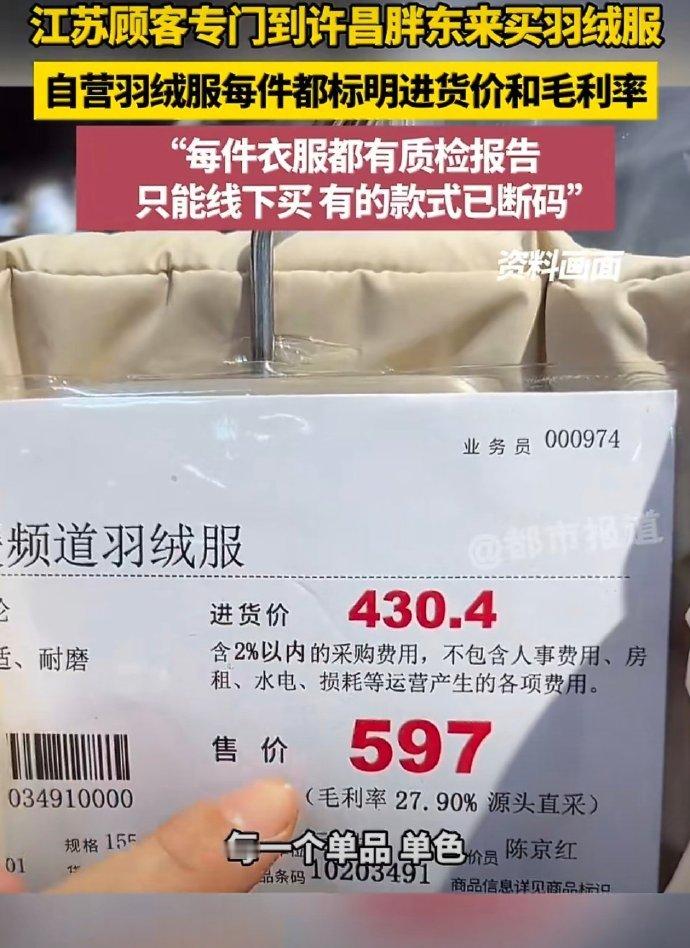 江苏顾客专门到许昌胖东来买羽绒服
自营羽绒服每件都标明进货价和毛利率
“每件衣服都有质检报告
只能线下买 有的款式已断码”
资料画面
业务员 000974
频道羽绒服
@都市报道
进货价 430.4
适、耐磨
含2%以内的采购费用，不包含人事费用、房
租、水电、损耗等运营产生的各项费用。
售价 597
034910000
（毛利率 27.90% 源头直采）
规格 155
每一个单品 单色
价员 陈京红
01
品条码 10203491
商品信息详见商品标识